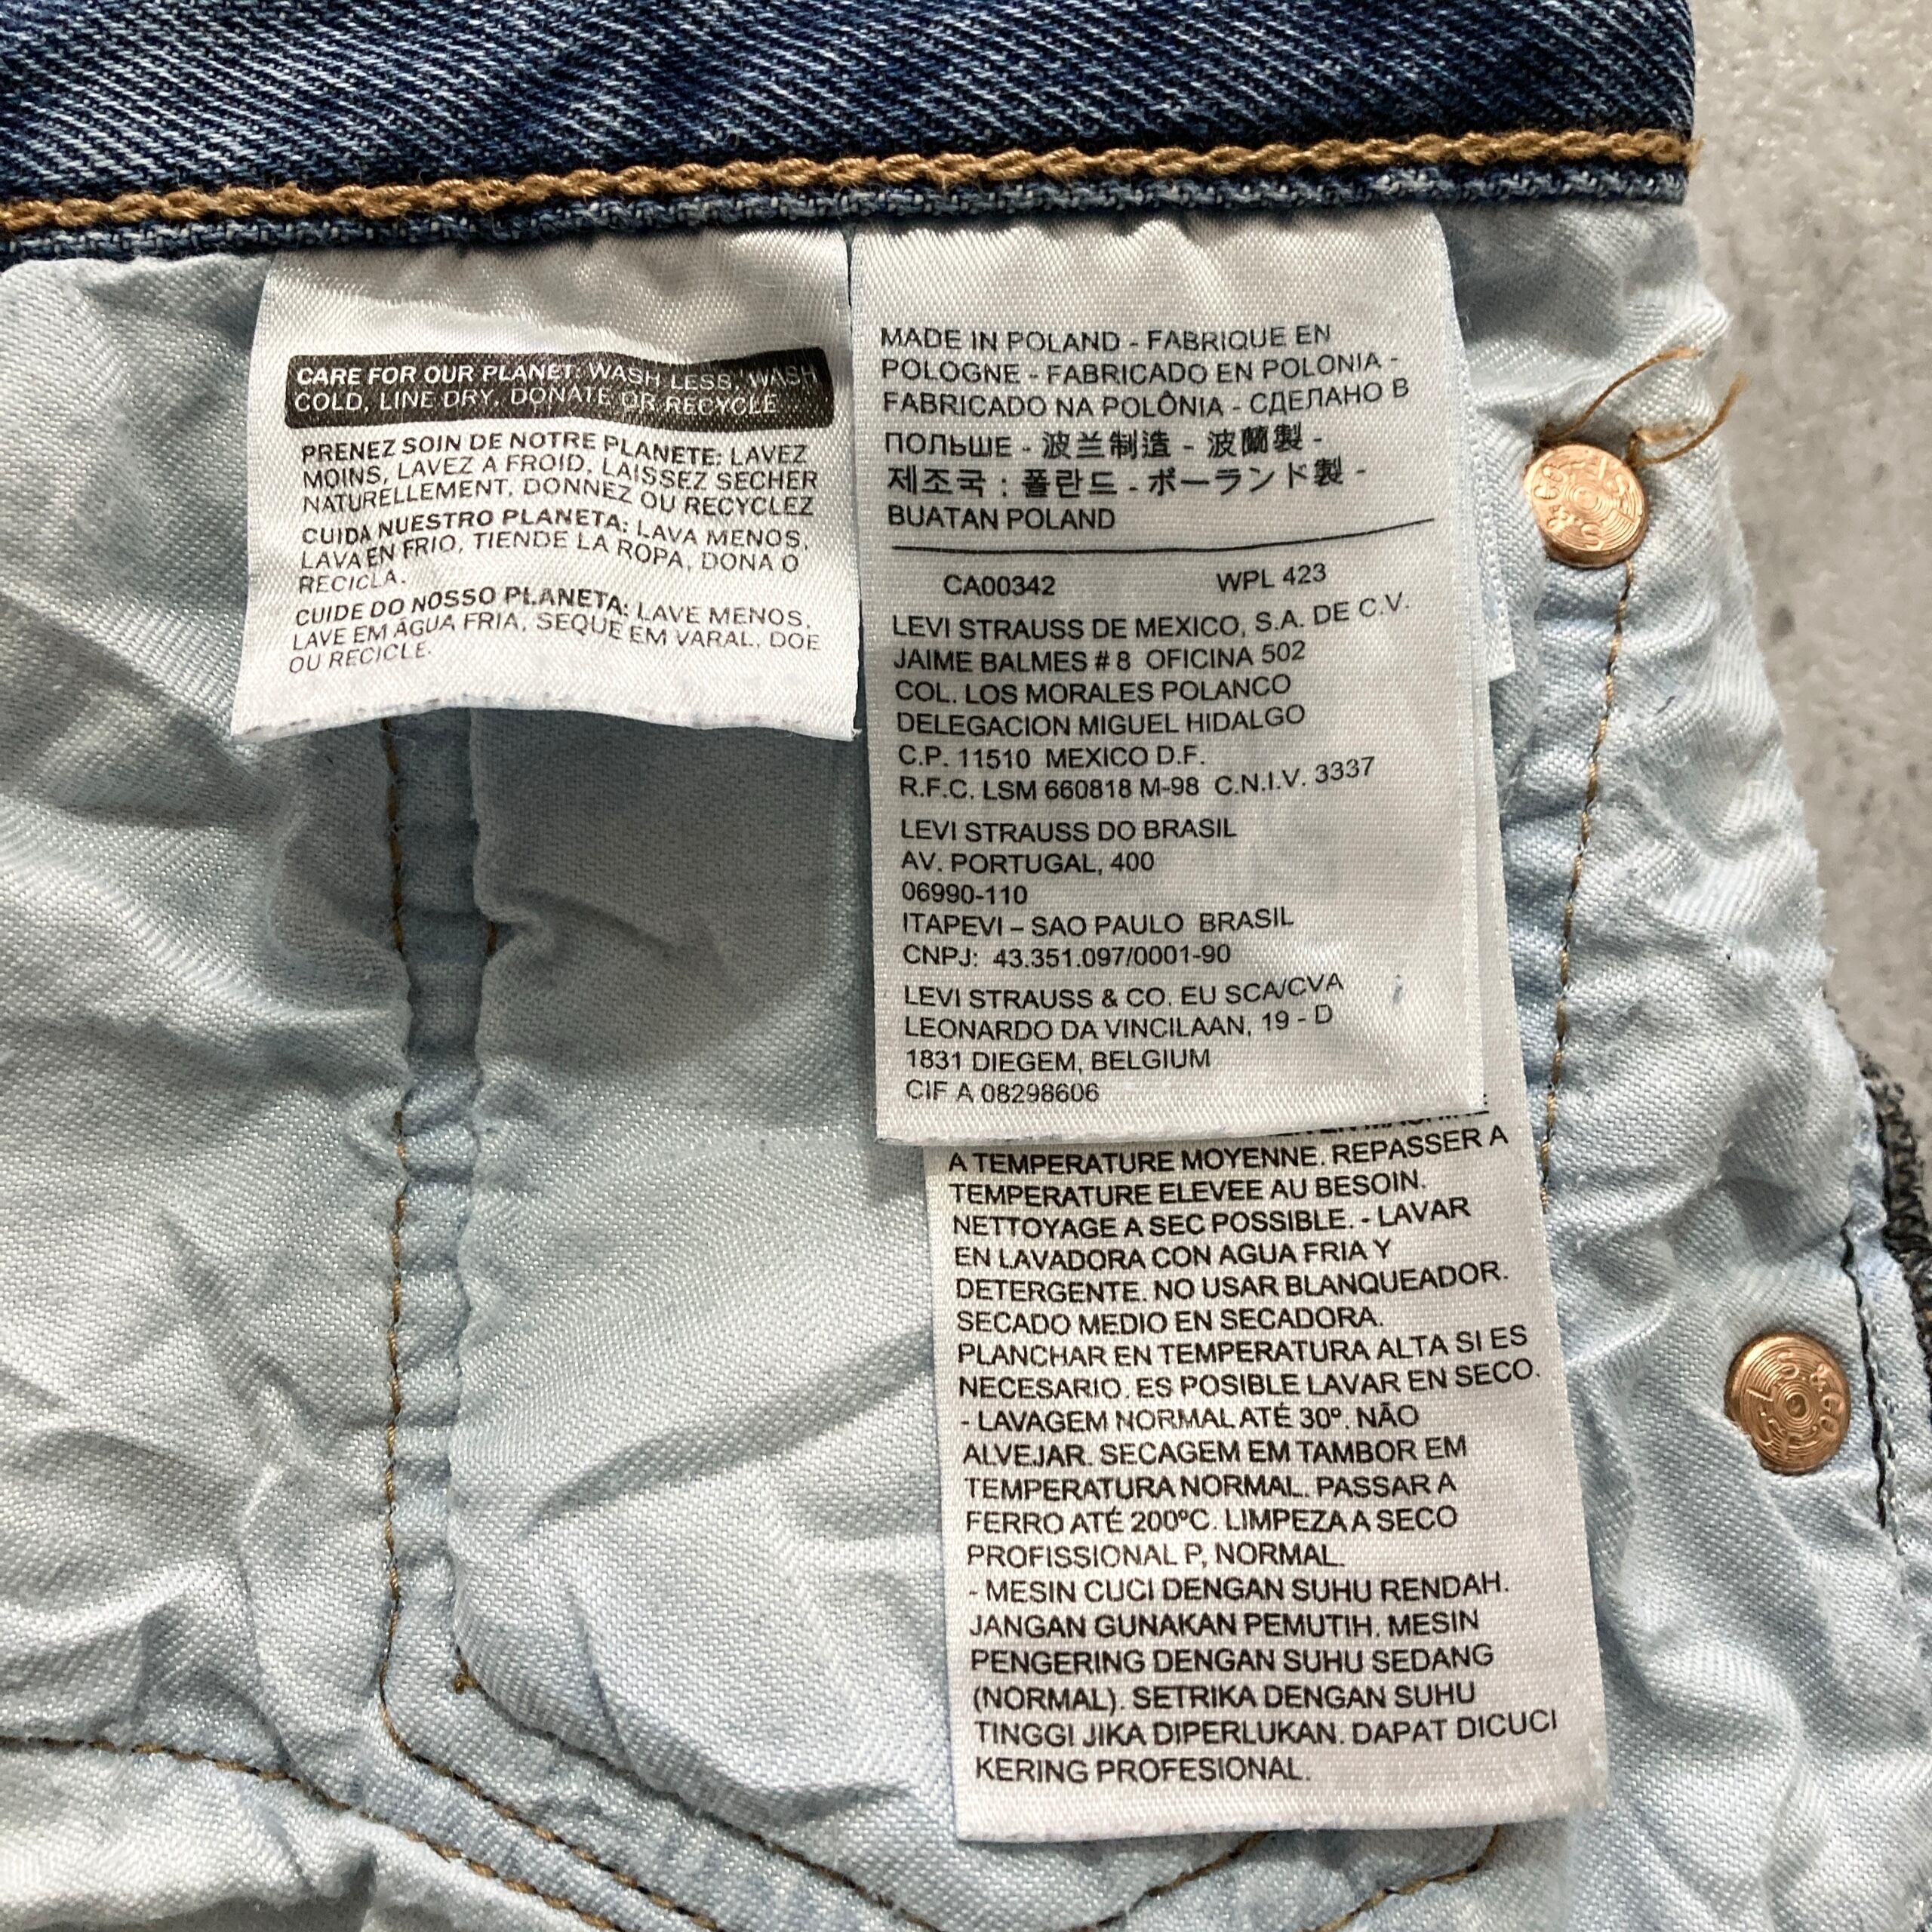 CARE FOR OUR PLANET: WASH LESS, WASH
COLD, LINE DRY, DONATE OR RECYCLE
PRENEZ SOIN DE NOTRE PLANETE: LAVEZ
MOINS, LAVEZ A FROID, LAISSEZ SECHER
NATURELLEMENT, DONNEZ OU RECYCLEZ
CUIDA NUESTRO PLANETA: LAVA MENOS,
LAVA EN FRIO, TIENDE LA ROPA, DONA O
RECICLA.
CUIDE DO NOSSO PLANETA: LAVE MENOS,
LAVE EM ÁGUA FRIA, SEQUE EM VARAL, DOE
OU RECICLE.
MADE IN POLAND - FABRIQUE EN
POLOGNE - FABRICADO EN POLONIA -
FABRICADO NA POLÔNIA - СДЕЛАНО В
ПОЛЬШЕ - 波兰制造 - 波蘭製 -
제조국 : 폴란드 - ポーランド製 -
BUATAN POLAND
CA00342 WPL 423
LEVI STRAUSS DE MEXICO, S.A. DE C.V.
JAIME BALMES # 8 OFICINA 502
COL. LOS MORALES POLANCO
DELEGACION MIGUEL HIDALGO
C.P. 11510 MEXICO D.F.
R.F.C. LSM 660818 M-98 C.N.I.V. 3337
LEVI STRAUSS DO BRASIL
AV. PORTUGAL, 400
06990-110
ITAPEVI – SAO PAULO BRASIL
CNPJ: 43.351.097/0001-90
LEVI STRAUSS & CO. EU SCA/CVA
LEONARDO DA VINCILAAN, 19 - D
1831 DIEGEM, BELGIUM
CIF A 08298606
A TEMPERATURE MOYENNE. REPASSER A
TEMPERATURE ELEVEE AU BESOIN.
NETTOYAGE A SEC POSSIBLE. - LAVAR
EN LAVADORA CON AGUA FRIA Y
DETERGENTE. NO USAR BLANQUEADOR.
SECADO MEDIO EN SECADORA.
PLANCHAR EN TEMPERATURA ALTA SI ES
NECESARIO. ES POSIBLE LAVAR EN SECO.
- LAVAGEM NORMAL ATÉ 30º. NÃO
ALVEJAR. SECAGEM EM TAMBOR EM
TEMPERATURA NORMAL. PASSAR A
FERRO ATÉ 200ºC. LIMPEZA A SECO
PROFISSIONAL P, NORMAL.
- MESIN CUCI DENGAN SUHU RENDAH.
JANGAN GUNAKAN PEMUTIH. MESIN
PENGERING DENGAN SUHU SEDANG
(NORMAL). SETRIKA DENGAN SUHU
TINGGI JIKA DIPERLUKAN. DAPAT DICUCI
KERING PROFESIONAL.